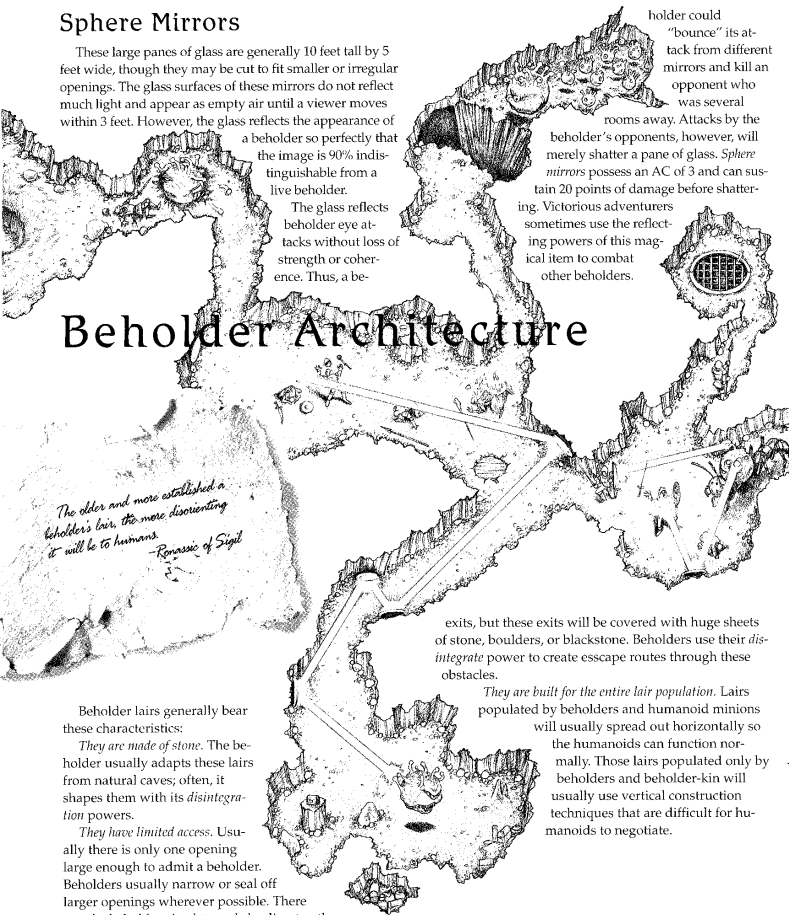 Sphere Mirrors
These large panes of glass are generally 10 feet tall by 5
feet wide, though they may be cut to fit smaller or irregular
openings. The glass surfaces of these mirrors do not reflect
much light and appear as empty air until a viewer moves
within 3 feet. However, the glass reflects the appearance of
a beholder so perfectly that
the image is 90% indis-
tinguishable from a
live beholder.
The glass reflects
beholder eye at-
tacks without loss of
strength or coher-
ence. Thus, a be-
holder could
"bounce" its at-
tack from different
mirrors and kill an
opponent who
was several
rooms away. Attacks by the
beholder's opponents, however, will
merely shatter a pane of glass. Sphere
mirrors possess an AC of 3 and can sus-
tain 20 points of damage before shatter-
ing. Victorious adventurers
sometimes use the reflect-
ing powers of this mag-
ical item to combat
other beholders.
Beholder Architecture
The older and more established a
beholder's lair, the more disorienting
it will be to humans.
–Ronassic of Sigil
Beholder lairs generally bear
these characteristics:
They are made of stone. The be-
holder usually adapts these lairs
from natural caves; often, it
shapes them with its disintegra-
tion powers.
They have limited access. Usu-
ally there is only one opening
large enough to admit a beholder.
Beholders usually narrow or seal off
larger openings wherever possible. There
exits, but these exits will be covered with huge sheets
of stone, boulders, or blackstone. Beholders use their dis-
integrate power to create esscape routes through these
obstacles.
They are built for the entire lair population. Lairs
populated by beholders and humanoid minions
will usually spread out horizontally so
the humanoids can function nor-
mally. Those lairs populated only by
beholders and beholder-kin will
usually use vertical construction
techniques that are difficult for hu-
manoids to negotiate.